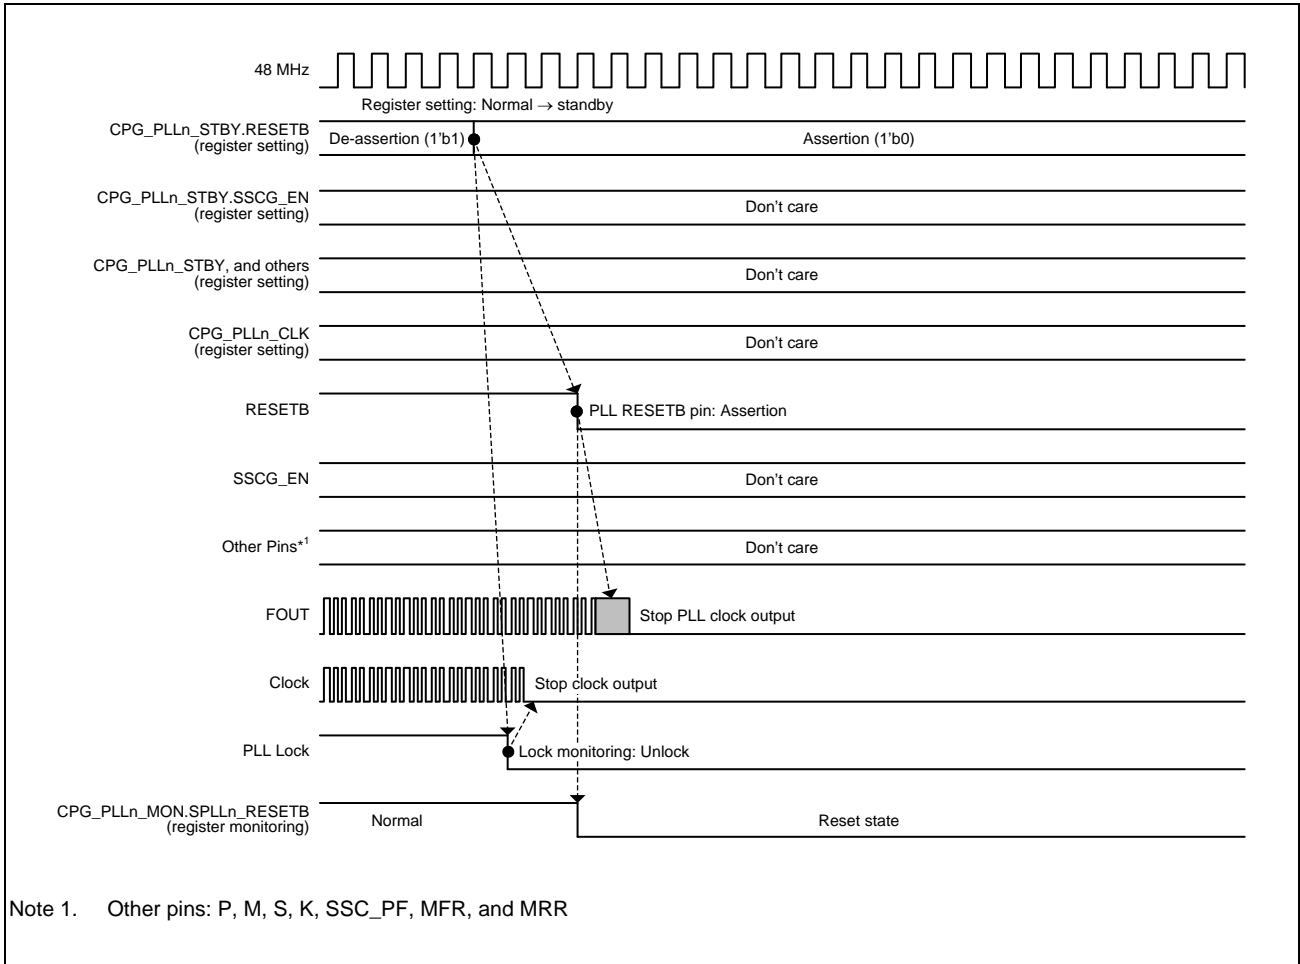 48 MHz
Register setting: Normal → standby
CPG_PLLn_STBY.RESETB
(register setting)
De-assertion (1'b1)
Assertion (1'b0)
CPG_PLLn_STBY.SSCG_EN
(register setting)
Don't care
CPG_PLLn_STBY, and others
(register setting)
Don't care
CPG_PLLn_CLK
(register setting)
Don't care
RESETB
PLL RESETB pin: Assertion
SSCG_EN
Don't care
Other Pins*1
Don't care
FOUT
Stop PLL clock output
Clock
Stop clock output
PLL Lock
Lock monitoring: Unlock
CPG_PLLn_MON.SPLLn_RESETB
(register monitoring)
Normal
Reset state
Note 1. Other pins: P, M, S, K, SSC_PF, MFR, and MRR